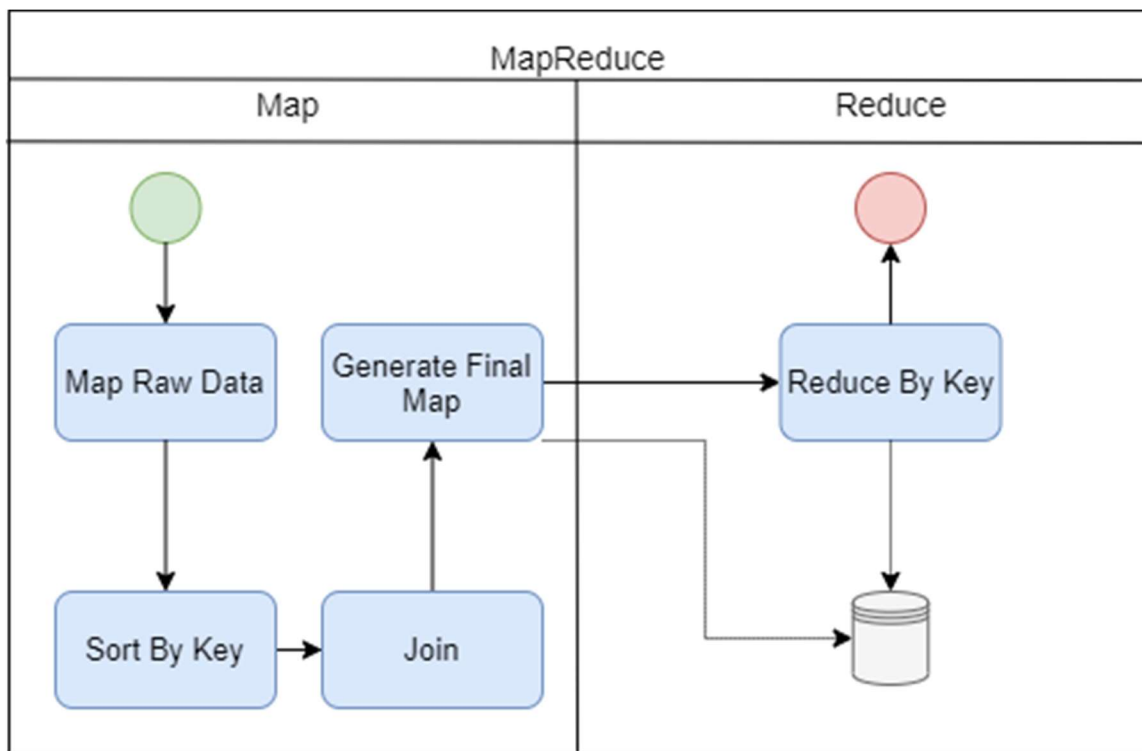 MapReduce
Map
Reduce
Map Raw Data
Generate Final
Map
Reduce By Key
Sort By Key
Join